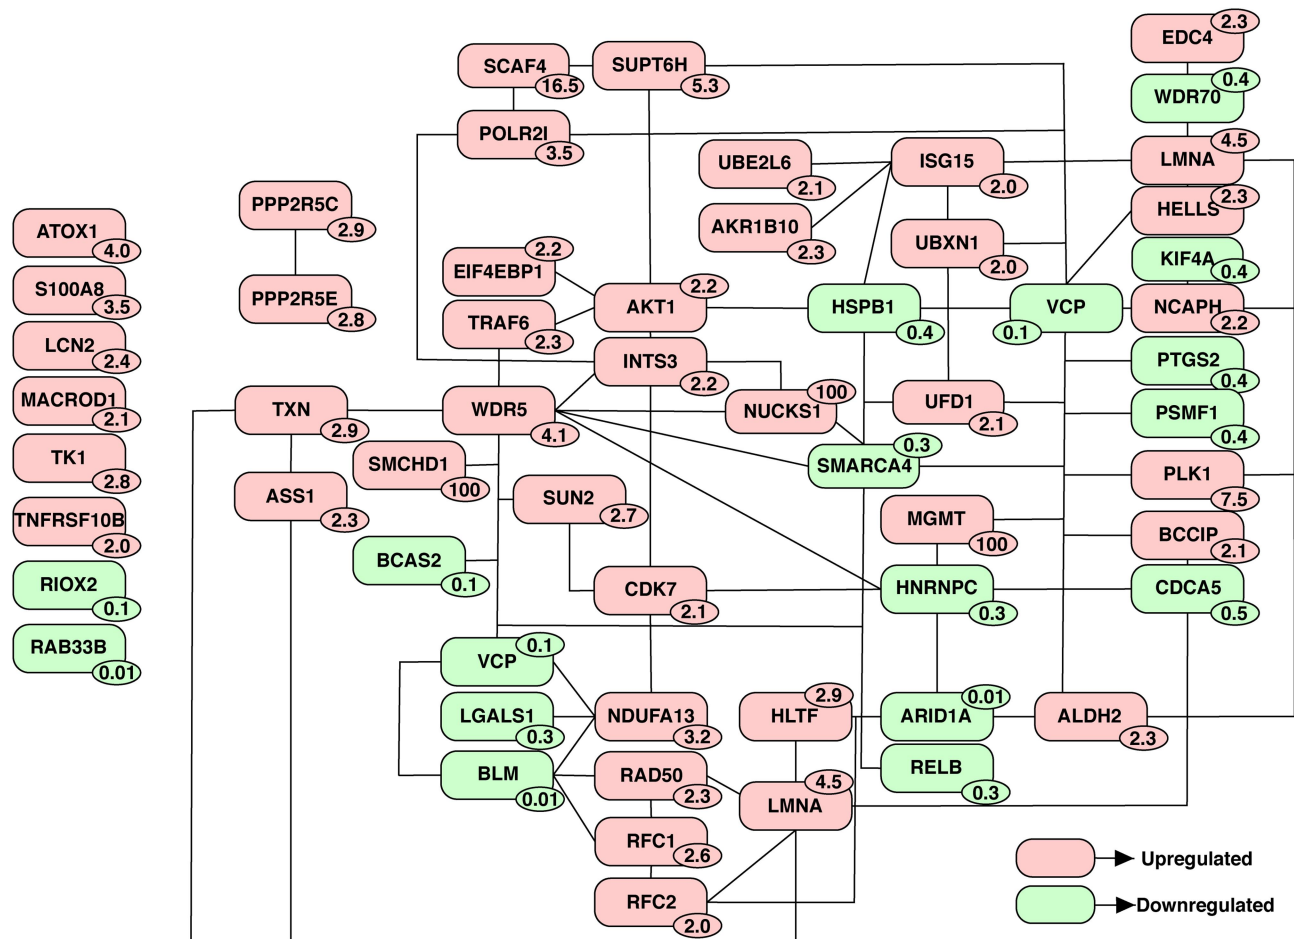 EDC4
2.3
SCAF4
16.5
SUPT6H
5.3
WDR70
0.4
POLR2I
3.5
UBE2L6
2.1
ISG15
2.0
LMNA
4.5
PPP2R5C
2.9
AKR1B10
2.3
HELLS
2.3
ATOX1
4.0
EIF4EBP1
2.2
UBXN1
2.0
KIF4A
0.4
S100A8
3.5
PPP2R5E
2.8
TRAF6
2.3
AKT1
2.2
HSPB1
0.4
VCP
0.1
NCAPH
2.2
LCN2
2.4
INTS3
2.2
PTGS2
0.4
MACROD1
2.1
TXN
2.9
WDR5
4.1
NUCKS1
100
UFD1
2.1
PSMF1
0.4
TK1
2.8
SMCHD1
100
SMARCA4
0.3
PLK1
7.5
ASS1
2.3
SUN2
2.7
TNFRSF10B
2.0
MGMT
100
BCCIP
2.1
BCAS2
0.1
RIOX2
0.1
CDK7
2.1
HNRNPC
0.3
CDCA5
0.5
RAB33B
0.01
VCP
0.1
LGALS1
0.3
NDUFA13
3.2
HLTF
2.9
ARID1A
0.01
ALDH2
2.3
BLM
0.01
RAD50
2.3
LMNA
4.5
RELB
0.3
RFC1
2.6
Upregulated
RFC2
2.0
Downregulated